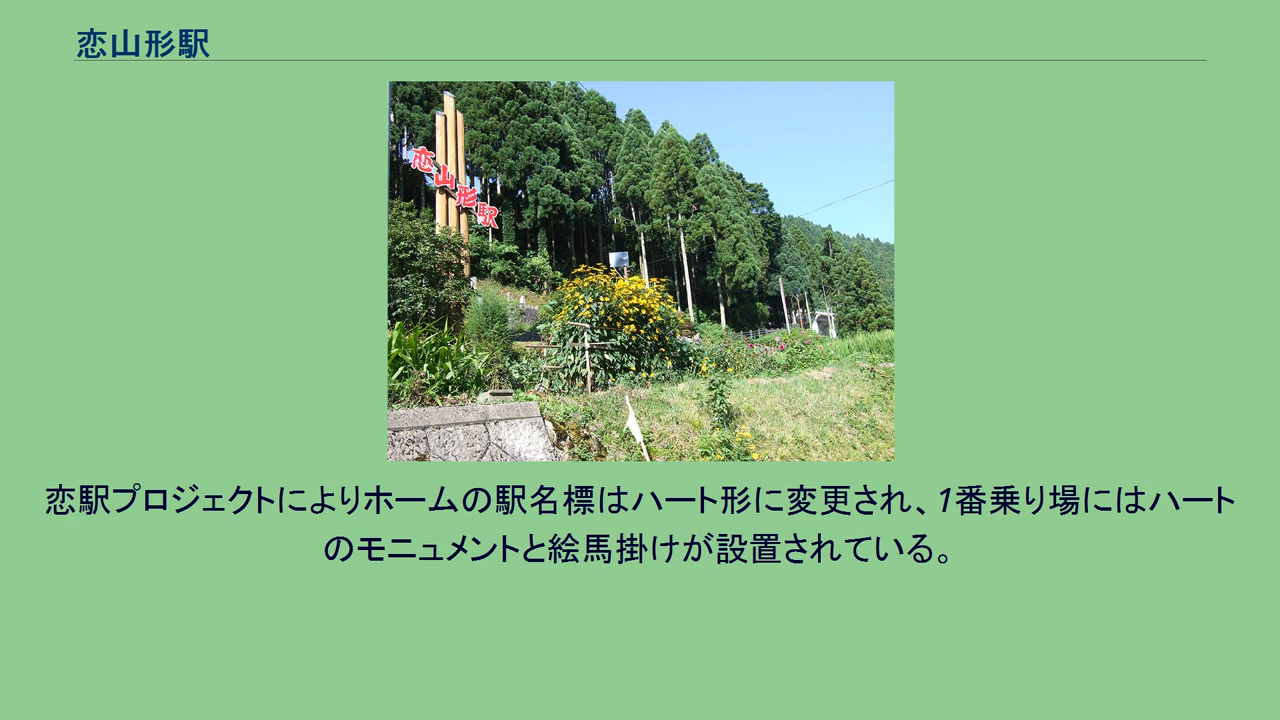 恋山形駅
恋山形駅
恋駅プロジェクトによりホームの駅名標はハート形に変更され、1番乗り場にはハート
のモニュメントと絵馬掛けが設置されている。